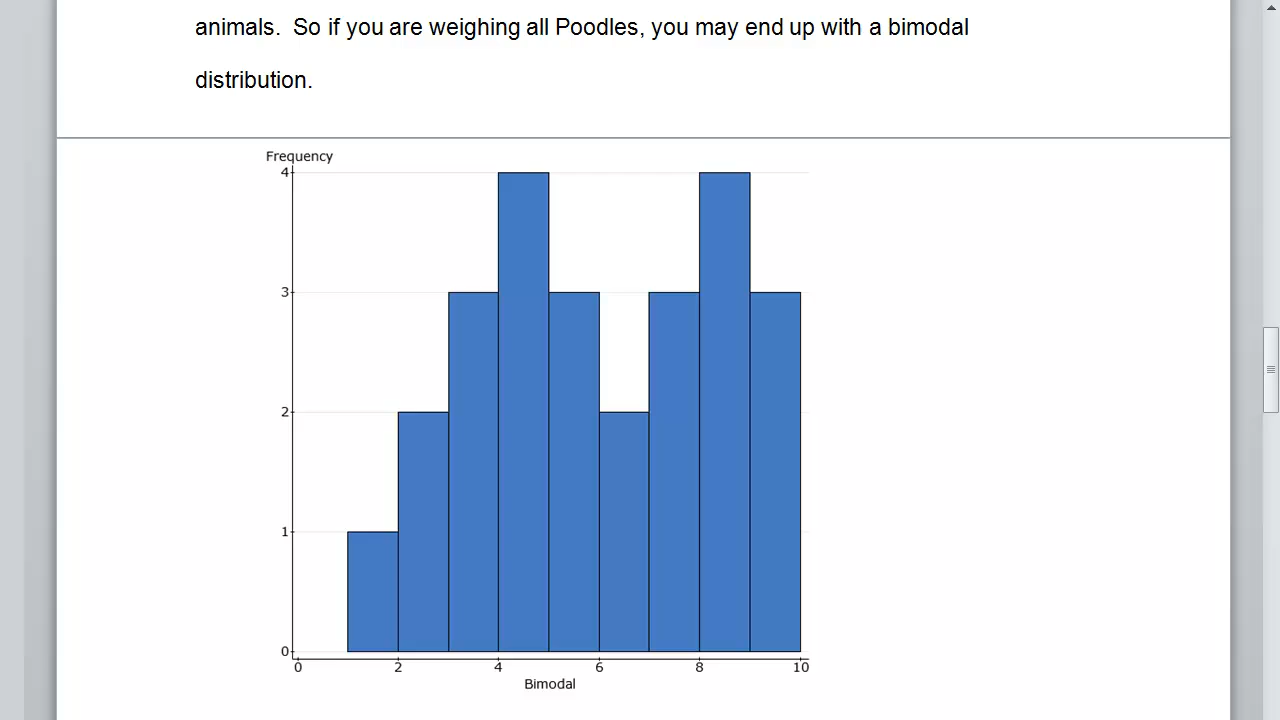 animals.  So if you are weighing all Poodles, you may end up with a bimodal
distribution.
Frequency
4
3
2
1
0
0 2 4 6 8 10
Bimodal